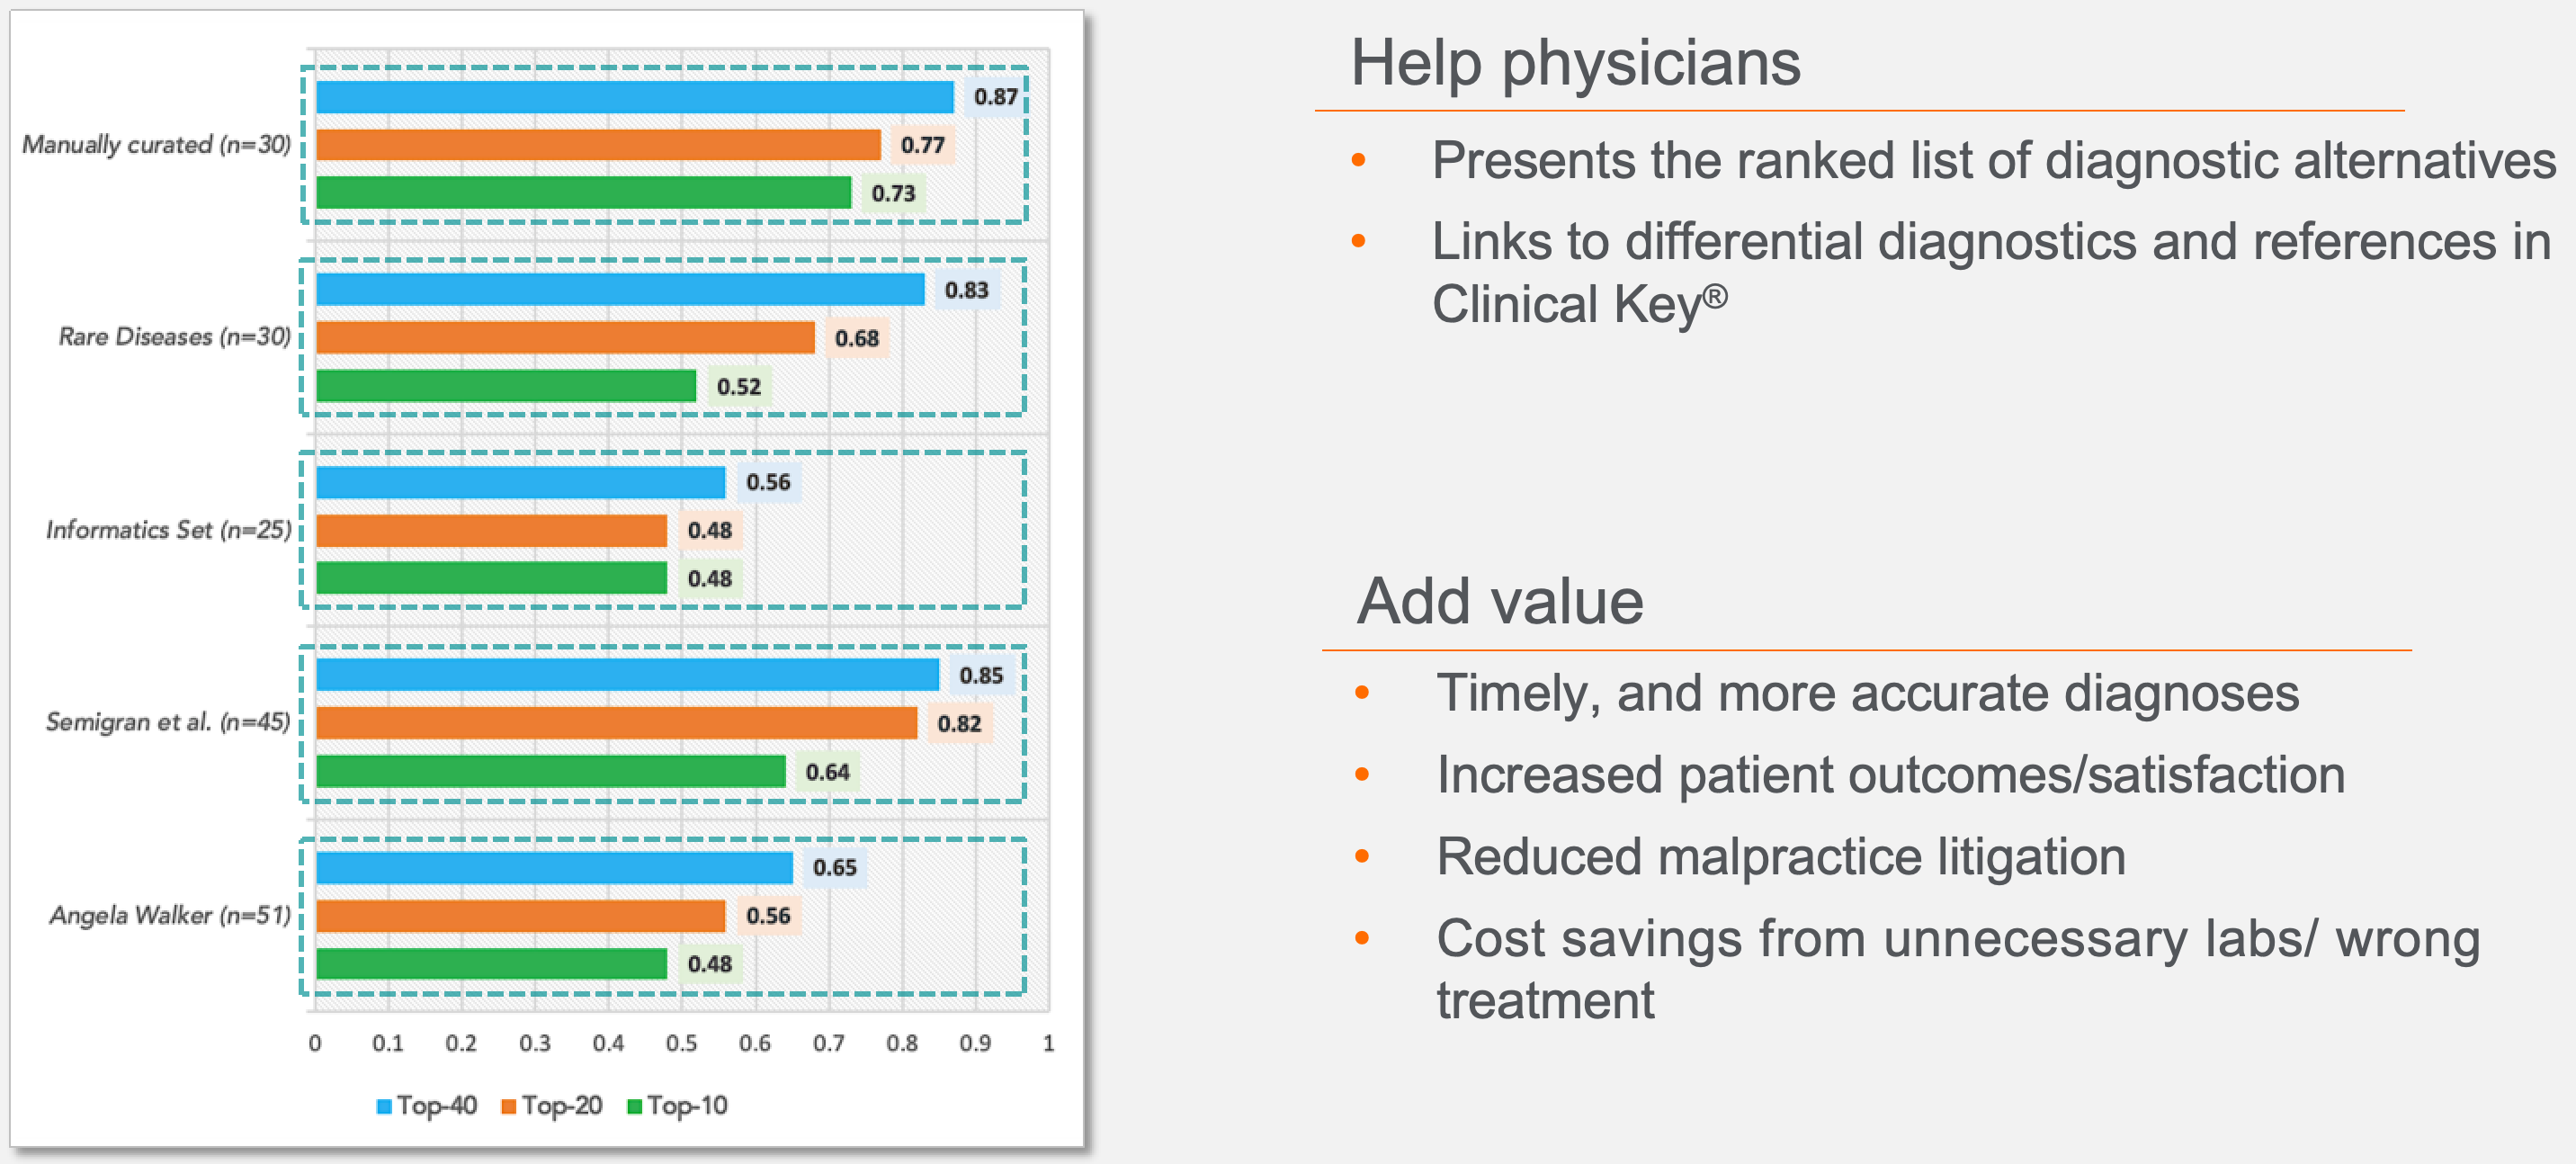 Manually curated (n=30)
0.87
0.77
0.73
Rare Diseases (n=30)
0.83
0.68
0.52
Informatics Set (n=25)
0.56
0.48
0.48
Semigran et al. (n=45)
0.85
0.82
0.64
Angela Walker (n=51)
0.65
0.56
0.48
0 0.1 0.2 0.3 0.4 0.5 0.6 0.7 0.8 0.9 1
Top-40 Top-20 Top-10
Help physicians
• Presents the ranked list of diagnostic alternatives
• Links to differential diagnostics and references in
Clinical Key®
Add value
• Timely, and more accurate diagnoses
• Increased patient outcomes/satisfaction
• Reduced malpractice litigation
• Cost savings from unnecessary labs/ wrong
treatment